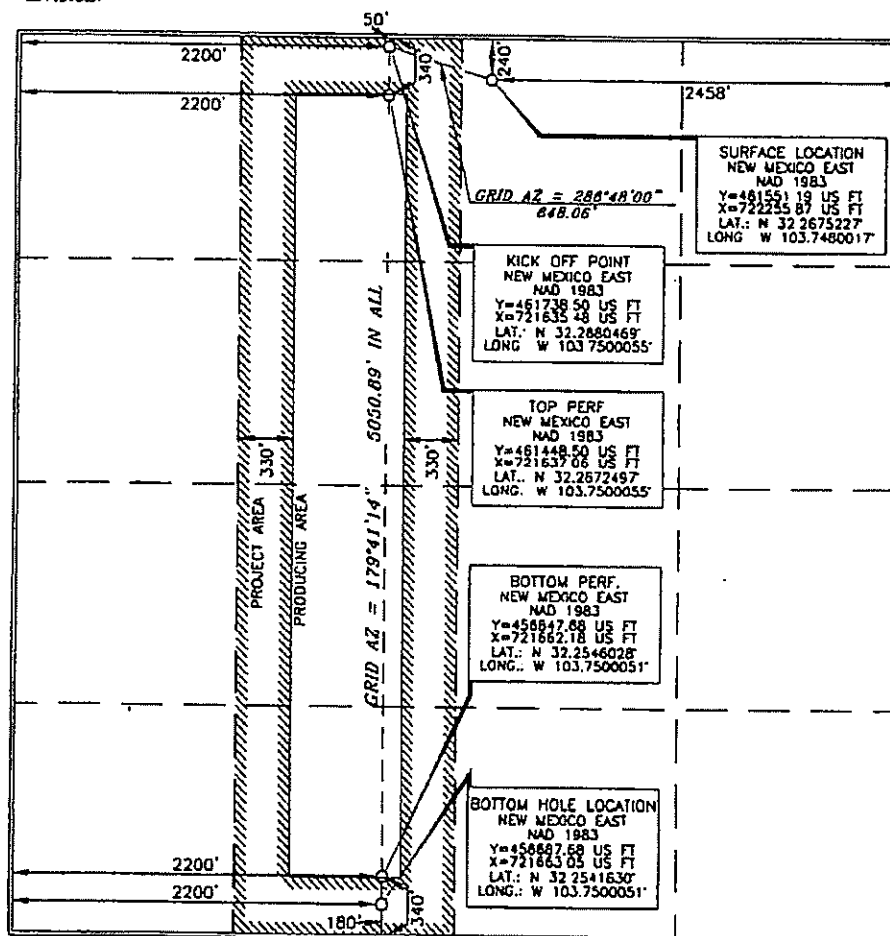 50'
2200'
240'
340'
2458'
2200'
SURFACE LOCATION
NEW MEXICO EAST
NAD 1983
Y=461551.19 US FT
X=722255.87 US FT
LAT.: N 32.2675227°
LONG W 103.7480017°
GRID AZ = 286°48'00"
648.06'
KICK OFF POINT
NEW MEXICO EAST
NAD 1983
Y=461738.50 US FT
X=721635.48 US FT
LAT.: N 32.2680469°
LONG W 103.7500055°
TOP PERF
NEW MEXICO EAST
NAD 1983
Y=461448.50 US FT
X=721637.06 US FT
LAT.. N 32.2672497°
LONG. W 103.7500055°
330'
330'
PROJECT AREA
PRODUCING AREA
GRID AZ = 179°41'14" 5050.89' IN ALL
BOTTOM PERF.
NEW MEXICO EAST
NAD 1983
Y=456847.68 US FT
X=721662.18 US FT
LAT.: N 32.2546028°
LONG.: W 103.7500051°
BOTTOM HOLE LOCATION
NEW MEXICO EAST
NAD 1983
Y=456687.68 US FT
X=721663.05 US FT
LAT.: N 32.2541630°
LONG.: W 103.7500051°
2200'
2200'
180'
340'